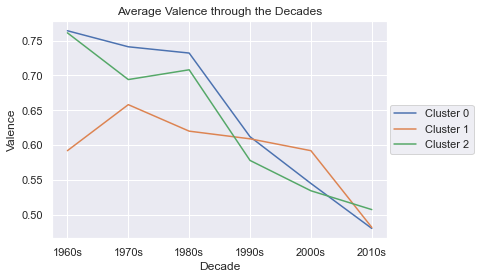 Average Valence through the Decades
0.75
0.70
0.65
0.60
0.55
0.50
Valence
1960s 1970s 1980s 1990s 2000s 2010s
Decade
Cluster 0
Cluster 1
Cluster 2